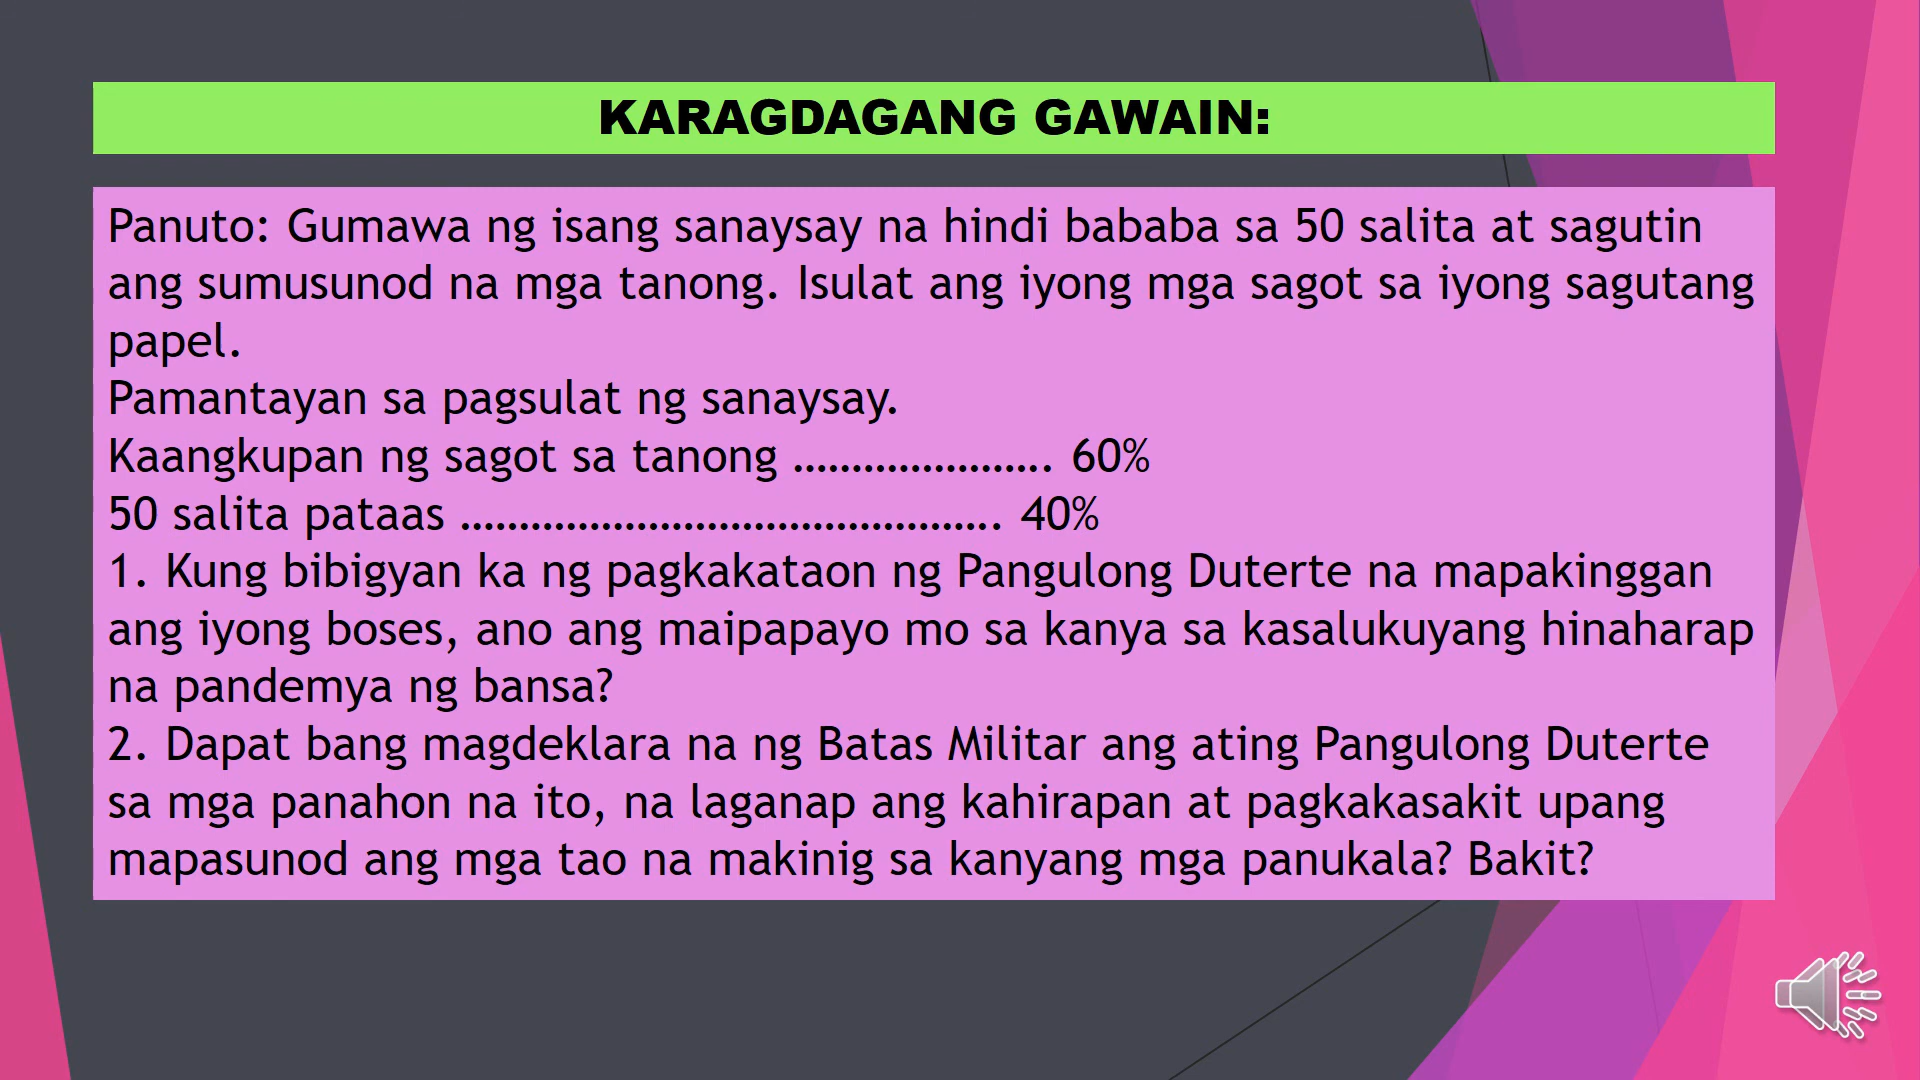 KARAGDAGANG GAWAIN:
Panuto: Gumawa ng isang sanaysay na hindi bababa sa 50 salita at sagutin
ang sumusunod na mga tanong. Isulat ang iyong mga sagot sa iyong sagutang
papel.
Pamantayan sa pagsulat ng sanaysay.
Kaangkupan ng sagot sa tanong ………………….. 60%
50 salita pataas ……………………………………….. 40%
1. Kung bibigyan ka ng pagkakataon ng Pangulong Duterte na mapakinggan
ang iyong boses, ano ang maipapayo mo sa kanya sa kasalukuyang hinaharap
na pandemya ng bansa?
2. Dapat bang magdeklara na ng Batas Militar ang ating Pangulong Duterte
sa mga panahon na ito, na laganap ang kahirapan at pagkakasakit upang
mapasunod ang mga tao na makinig sa kanyang mga panukala? Bakit?